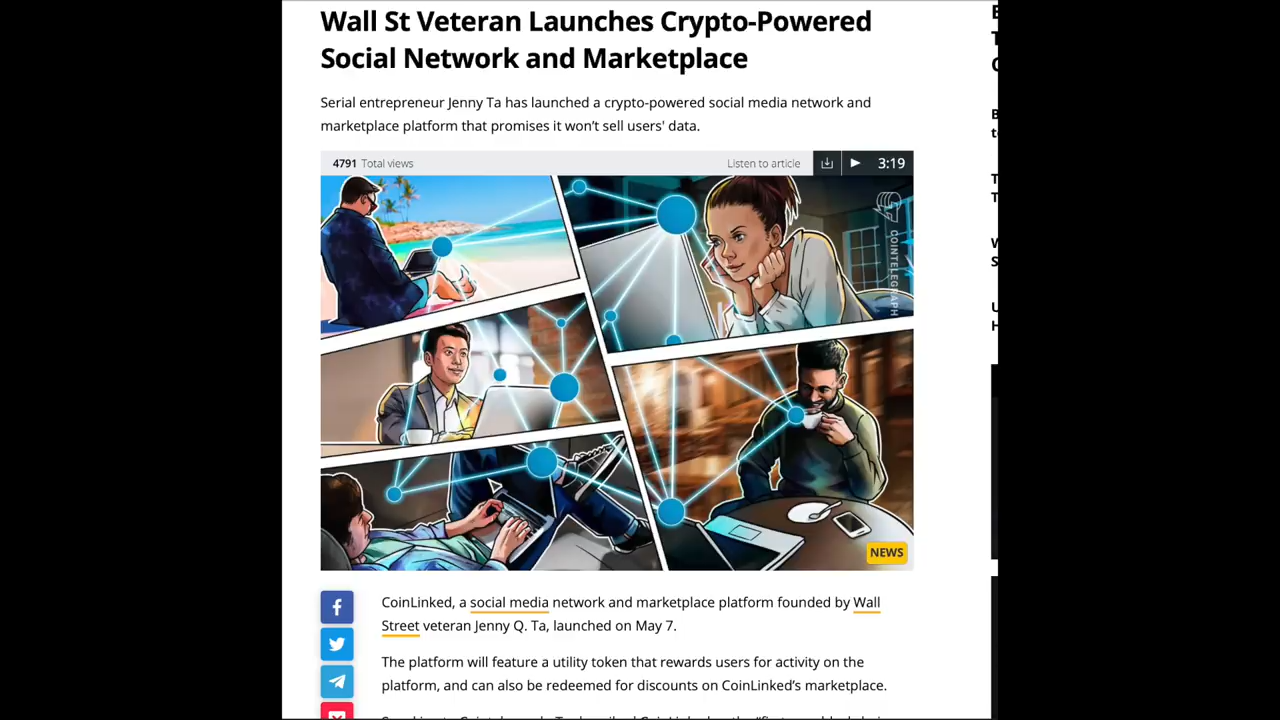 Wall St Veteran Launches Crypto-Powered
Social Network and Marketplace
Serial entrepreneur Jenny Ta has launched a crypto-powered social media network and
marketplace platform that promises it won't sell users' data.
4791 Total views
Listen to article
3:19
COINTELEGRAPH
NEWS
CoinLinked, a social media network and marketplace platform founded by Wall
Street veteran Jenny Q. Ta, launched on May 7.
The platform will feature a utility token that rewards users for activity on the
platform, and can also be redeemed for discounts on CoinLinked's marketplace.